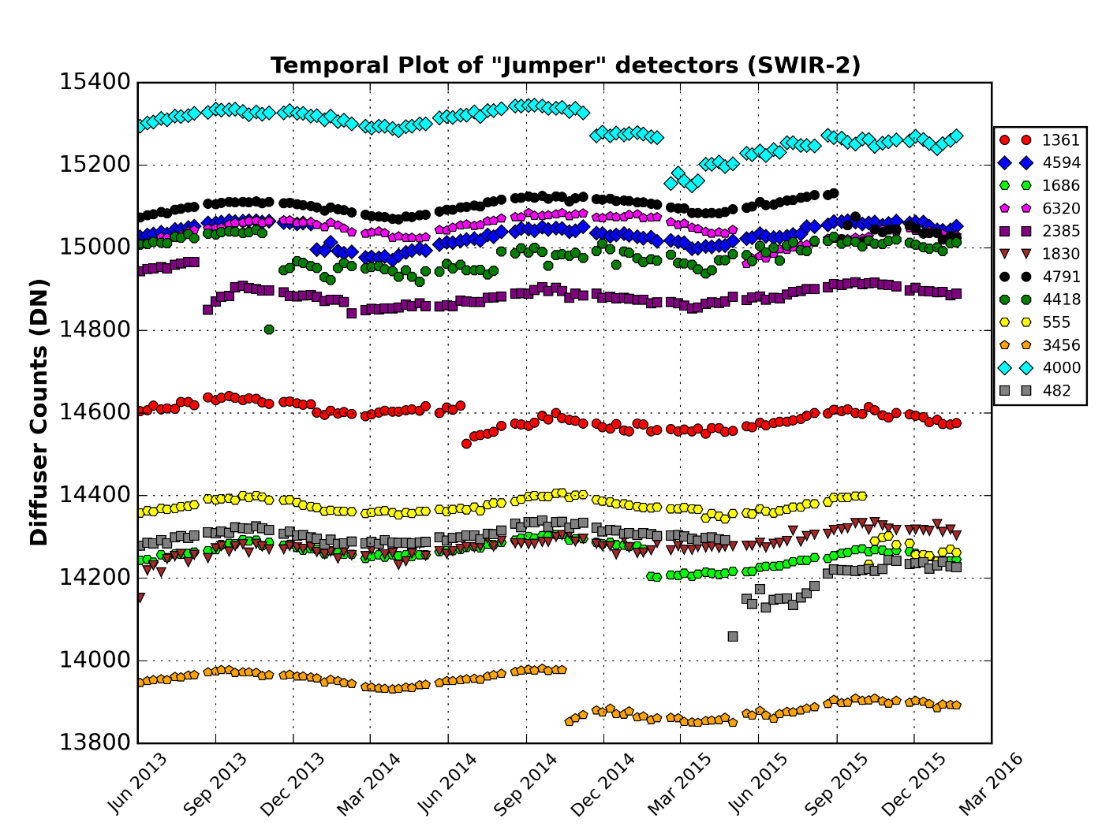 Temporal Plot of "Jumper" detectors (SWIR-2)
Diffuser Counts (DN)
15400
15200
15000
14800
14600
14400
14200
14000
13800
Jun 2013
Sep 2013
Dec 2013
Mar 2014
Jun 2014
Sep 2014
Dec 2014
Mar 2015
Jun 2015
Sep 2015
Dec 2015
Mar 2016
1361
4594
1686
6320
2385
1830
4791
4418
555
3456
4000
482